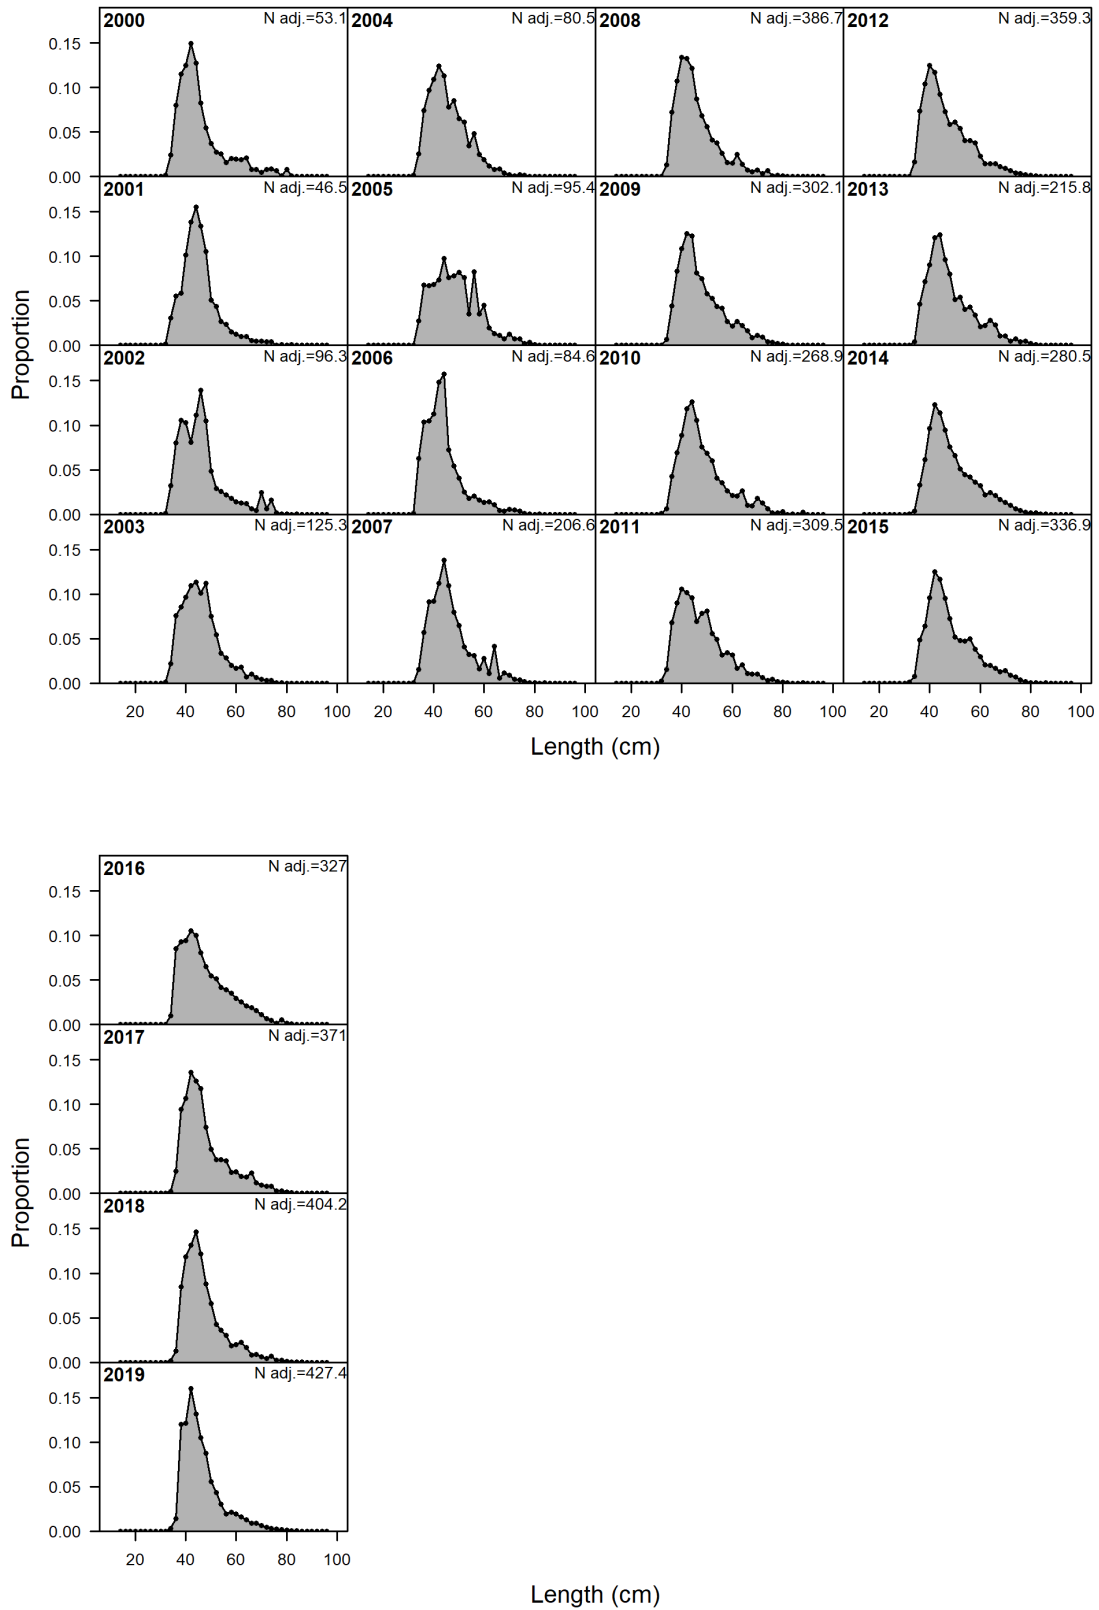 2000 N adj.=53.1 2004 N adj.=80.5 2008 N adj.=386.7 2012 N adj.=359.3
0.15
0.10
0.05
0.00
2001 N adj.=46.5 2005 N adj.=95.4 2009 N adj.=302.1 2013 N adj.=215.8
0.15
0.10
0.05
0.00
2002 N adj.=96.3 2006 N adj.=84.6 2010 N adj.=268.9 2014 N adj.=280.5
0.15
0.10
0.05
0.00
2003 N adj.=125.3 2007 N adj.=206.6 2011 N adj.=309.5 2015 N adj.=336.9
0.15
0.10
0.05
0.00
Proportion
20 40 60 80 100 20 40 60 80 100 20 40 60 80 100 20 40 60 80 100
Length (cm)
2016 N adj.=327
0.15
0.10
0.05
0.00
2017 N adj.=371
0.15
0.10
0.05
0.00
2018 N adj.=404.2
0.15
0.10
0.05
0.00
2019 N adj.=427.4
0.15
0.10
0.05
0.00
Proportion
20 40 60 80 100
Length (cm)